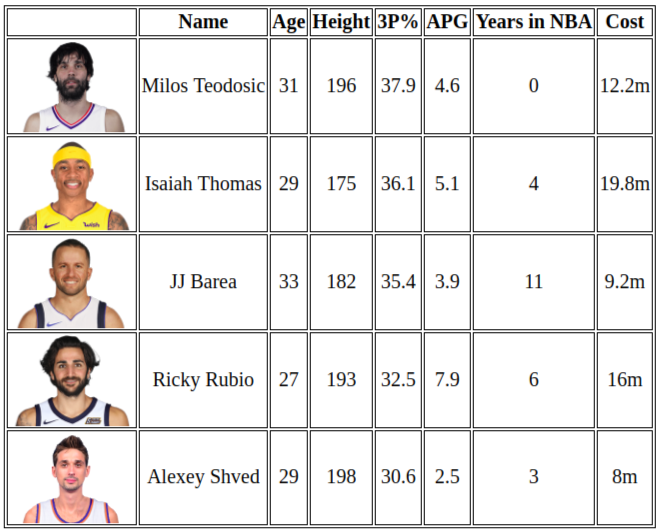 Name Age Height 3P% APG Years in NBA Cost
Milos Teodosic 31 196 37.9 4.6 0 12.2m
Isaiah Thomas 29 175 36.1 5.1 4 19.8m
JJ Barea 33 182 35.4 3.9 11 9.2m
Ricky Rubio 27 193 32.5 7.9 6 16m
Alexey Shved 29 198 30.6 2.5 3 8m